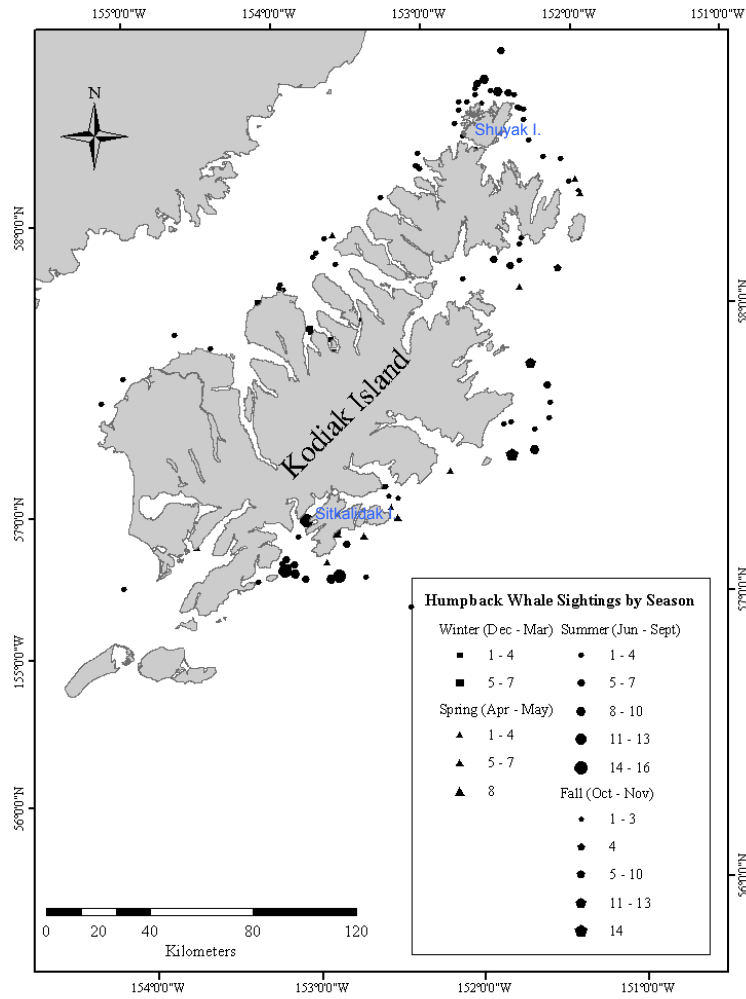 155°0'0"W 154°0'0"W 153°0'0"W 152°0'0"W 151°0'0"W
N
Shuyak I.
58°0'0"N
58°0'0"N
Kodiak Island
57°0'0"N
Sitkalidak I.
57°0'0"N
155°0'0"W
56°0'0"N
56°0'0"N
Humpback Whale Sightings by Season
Winter (Dec - Mar) Summer (Jun - Sept)
1 - 4 1 - 4
5 - 7 5 - 7
Spring (Apr - May) 8 - 10
1 - 4 11 - 13
5 - 7 14 - 16
8 Fall (Oct - Nov)
1 - 3
4
5 - 10
11 - 13
14
0 20 40 80 120
Kilometers
154°0'0"W 153°0'0"W 152°0'0"W 151°0'0"W